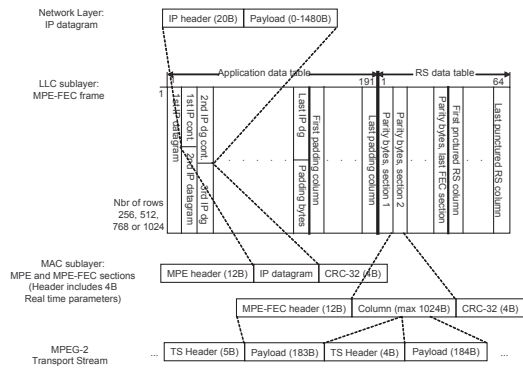 Network Layer:
IP datagram
IP header (20B)
Payload (0-1480B)
LLC sublayer:
MPE-FEC frame
Application data table
RS data table
1
191
1
64
1
1st IP datagram
1st IP cont.
2nd IP datagram
2nd IP dg cont.
3rd IP dg
Last IP dg
Padding bytes
First padding column
Last padding column
Parity bytes, section 1
Parity bytes, section 2
Parity bytes, last FEC section
First pnctured RS column
Last punctured RS column
Nbr of rows
256, 512,
768 or 1024
MAC sublayer:
MPE and MPE-FEC sections
(Header includes 4B
Real time parameters)
MPE header (12B)
IP datagram
CRC-32 (4B)
MPE-FEC header (12B)
Column (max 1024B)
CRC-32 (4B)
MPEG-2
Transport Stream
...
TS Header (5B)
Payload (183B)
TS Header (4B)
Payload (184B)
...